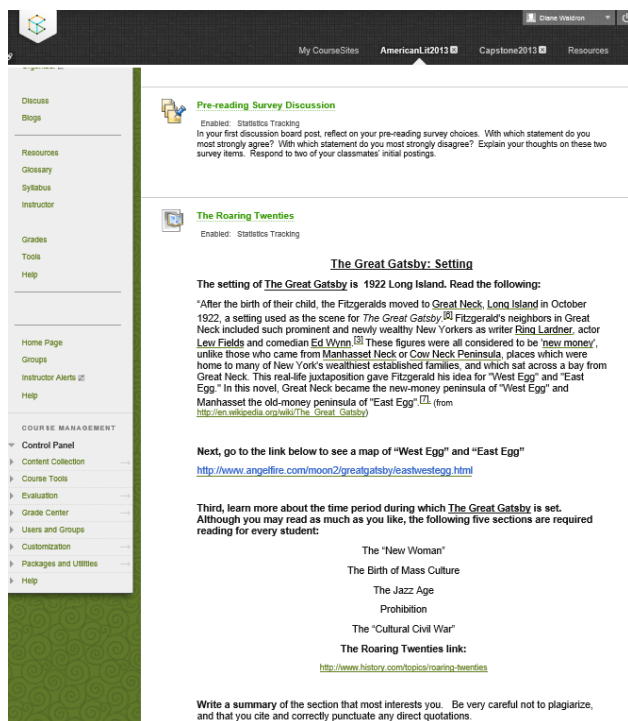 Diane Waldron
My CourseSites AmericanLit2013 Capstone2013 Resources
Discuss
Blogs
Resources
Glossary
Syllabus
Instructor
Grades
Tools
Help
Home Page
Groups
Instructor Alerts
Help
COURSE MANAGEMENT
Control Panel
Content Collection
Course Tools
Evaluation
Grade Center
Users and Groups
Customization
Packages and Utilities
Help
Pre-reading Survey Discussion
Enabled: Statistics Tracking
In your first discussion board post, reflect on your pre-reading survey choices. With which statement do you
most strongly agree? With which statement do you most strongly disagree? Explain your thoughts on these two
survey items. Respond to two of your classmates' initial postings.
The Roaring Twenties
Enabled: Statistics Tracking
The Great Gatsby: Setting
The setting of The Great Gatsby is 1922 Long Island. Read the following:
"After the birth of their child, the Fitzgeralds moved to Great Neck, Long Island in October
1922, a setting used as the scene for The Great Gatsby.[6] Fitzgerald's neighbors in Great
Neck included such prominent and newly wealthy New Yorkers as writer Ring Lardner, actor
Lew Fields and comedian Ed Wynn.[3] These figures were all considered to be 'new money',
unlike those who came from Manhasset Neck or Cow Neck Peninsula, places which were
home to many of New York's wealthiest established families, and which sat across a bay from
Great Neck. This real-life juxtaposition gave Fitzgerald his idea for "West Egg" and "East
Egg." In this novel, Great Neck became the new-money peninsula of "West Egg" and
Manhasset the old-money peninsula of "East Egg".[7]. (from
http://en.wikipedia.org/wiki/The_Great_Gatsby)
Next, go to the link below to see a map of “West Egg” and “East Egg”
http://www.angelfire.com/moon2/greatgatsby/eastwestegg.html
Third, learn more about the time period during which The Great Gatsby is set.
Although you may read as much as you like, the following five sections are required
reading for every student:
The “New Woman”
The Birth of Mass Culture
The Jazz Age
Prohibition
The “Cultural Civil War”
The Roaring Twenties link:
http://www.history.com/topics/roaring-twenties
Write a summary of the section that most interests you. Be very careful not to plagiarize,
and that you cite and correctly punctuate any direct quotations.